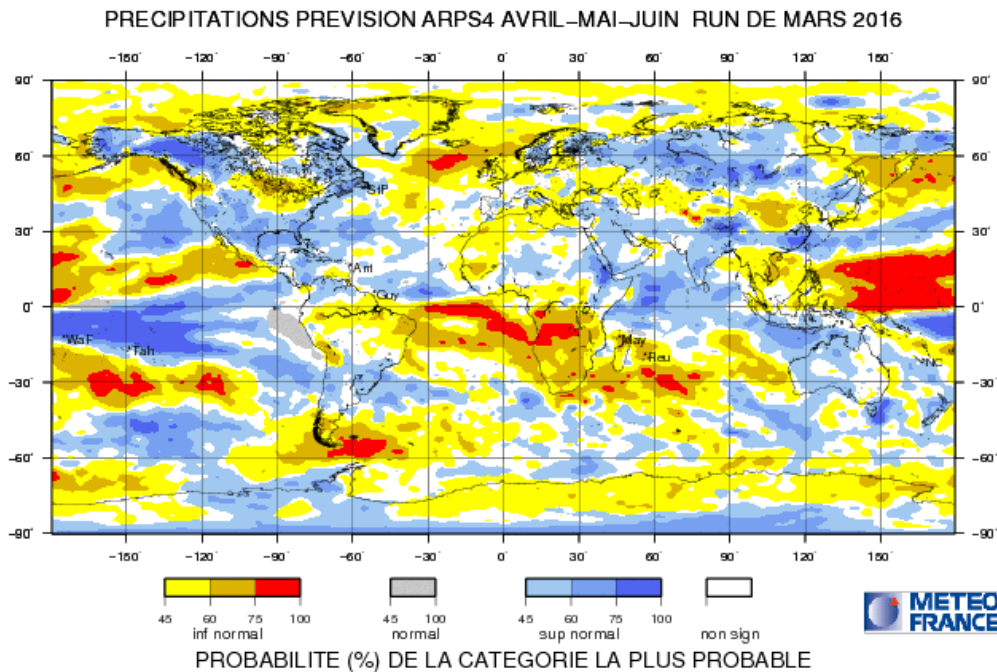 PRECIPITATIONS PREVISION ARPS4 AVRIL-MAI-JUIN RUN DE MARS 2016
-150° -120° -90° -60° -30° 0° 30° 60° 90° 120° 150°
90° 90°
60° 60°
StP
30° 30°
Ant
Guy
0° 0°
WaF Tah May Reu NC
-30° -30°
-60° -60°
-90° -90°
-150° -120° -90° -60° -30° 0° 30° 60° 90° 120° 150°
45 60 75 100 45 100 45 60 75 100
inf normal normal sup normal non sign
METEO
FRANCE
PROBABILITE (%) DE LA CATEGORIE LA PLUS PROBABLE